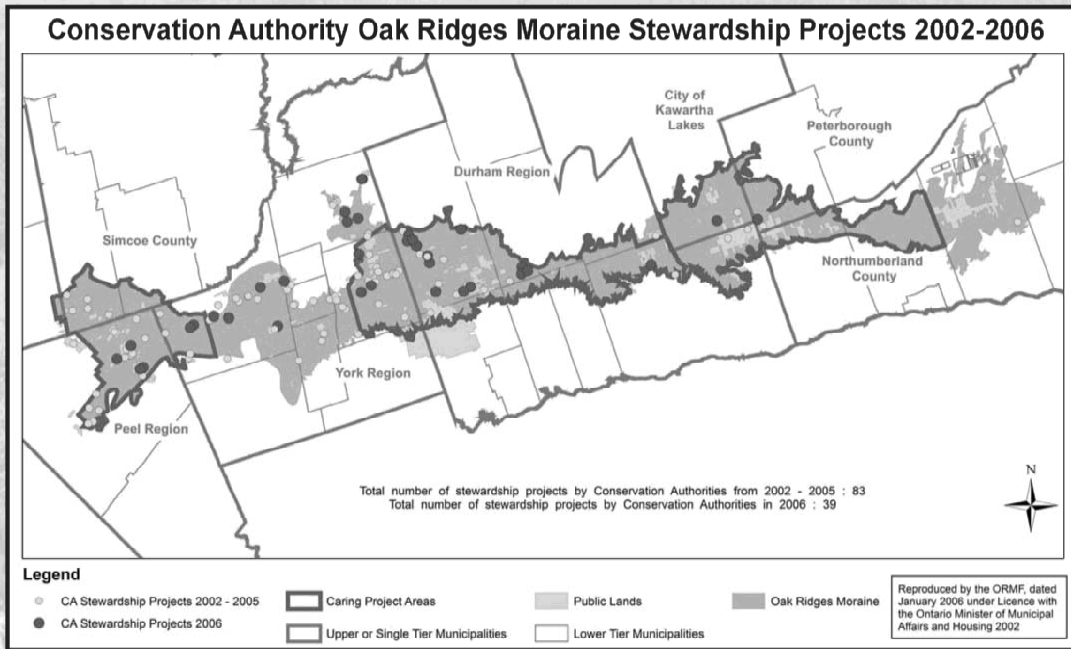 Conservation Authority Oak Ridges Moraine Stewardship Projects 2002-2006
City of
Kawartha
Lakes
Peterborough
County
Durham Region
Simcoe County
Northumberland
County
York Region
Peel Region
Total number of stewardship projects by Conservation Authorities from 2002 - 2005 : 83
Total number of stewardship projects by Conservation Authorities in 2006 : 39
N
Legend
CA Stewardship Projects 2002 - 2005
CA Stewardship Projects 2006
Caring Project Areas
Upper or Single Tier Municipalities
Public Lands
Lower Tier Municipalities
Oak Ridges Moraine
Reproduced by the ORMF, dated
January 2006 under Licence with
the Ontario Minister of Municipal
Affairs and Housing 2002